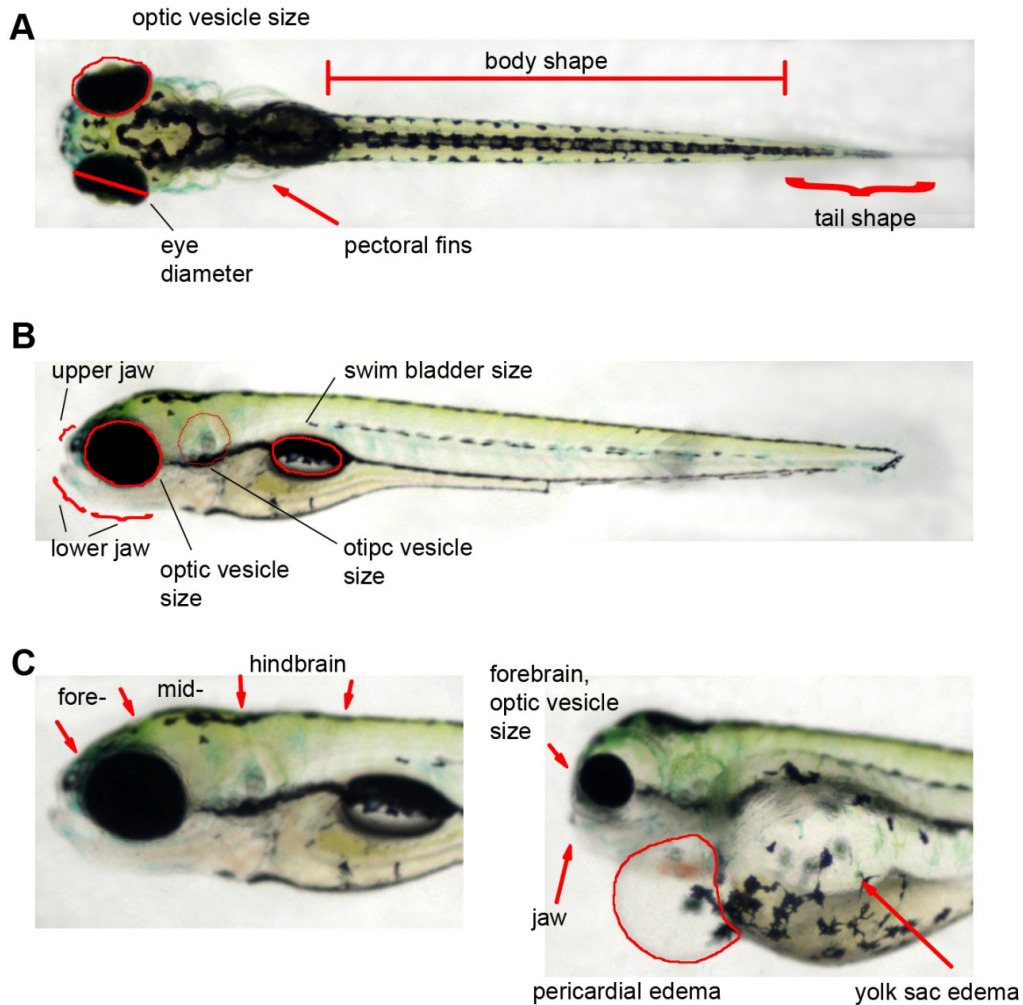 A
optic vesicle size
body shape
tail shape
eye
diameter
pectoral fins
B
upper jaw
swim bladder size
lower jaw
optic vesicle
size
otipc vesicle
size
C
hindbrain
fore-
mid-
forebrain,
optic vesicle
size
jaw
pericardial edema
yolk sac edema